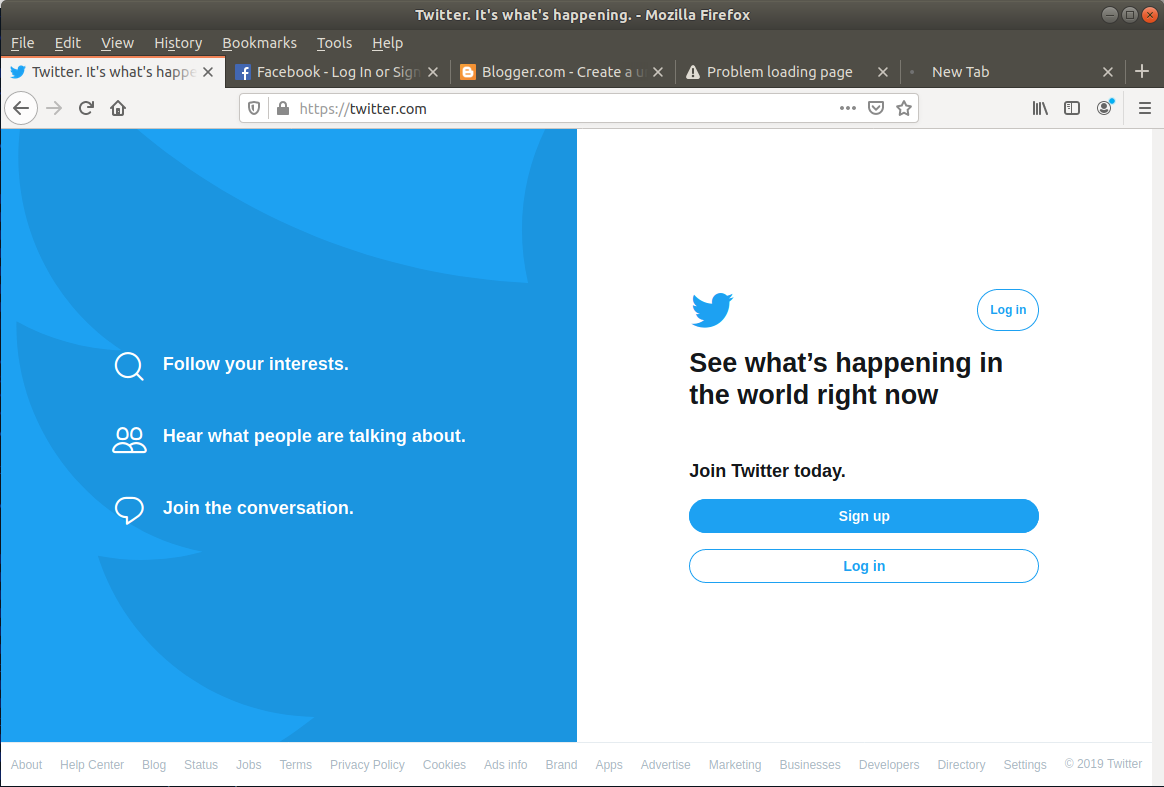 Twitter. It's what's happening. - Mozilla Firefox
File Edit View History Bookmarks Tools Help
Twitter. It's what's happe Facebook - Log In or Sign Blogger.com - Create a u Problem loading page New Tab
https://twitter.com
Log in
See what’s happening in
the world right now
Follow your interests.
Hear what people are talking about.
Join the conversation.
Join Twitter today.
Sign up
Log in
About Help Center Blog Status Jobs Terms Privacy Policy Cookies Ads info Brand Apps Advertise Marketing Businesses Developers Directory Settings © 2019 Twitter